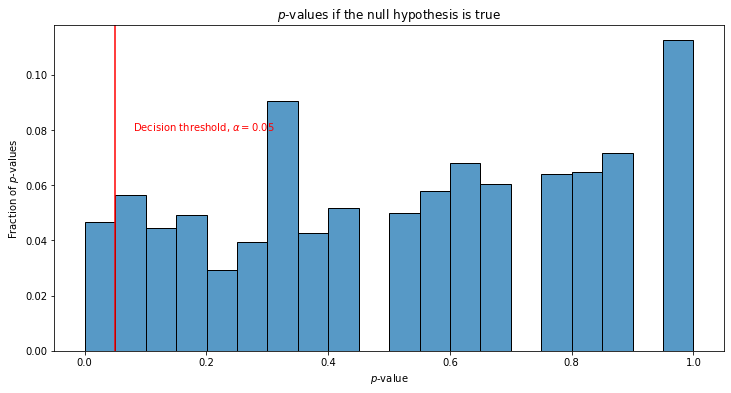 p-values if the null hypothesis is true
0.10
0.08
0.06
0.04
0.02
0.00
Fraction of p-values
Decision threshold, α = 0.05
0.0 0.2 0.4 0.6 0.8 1.0
p-value